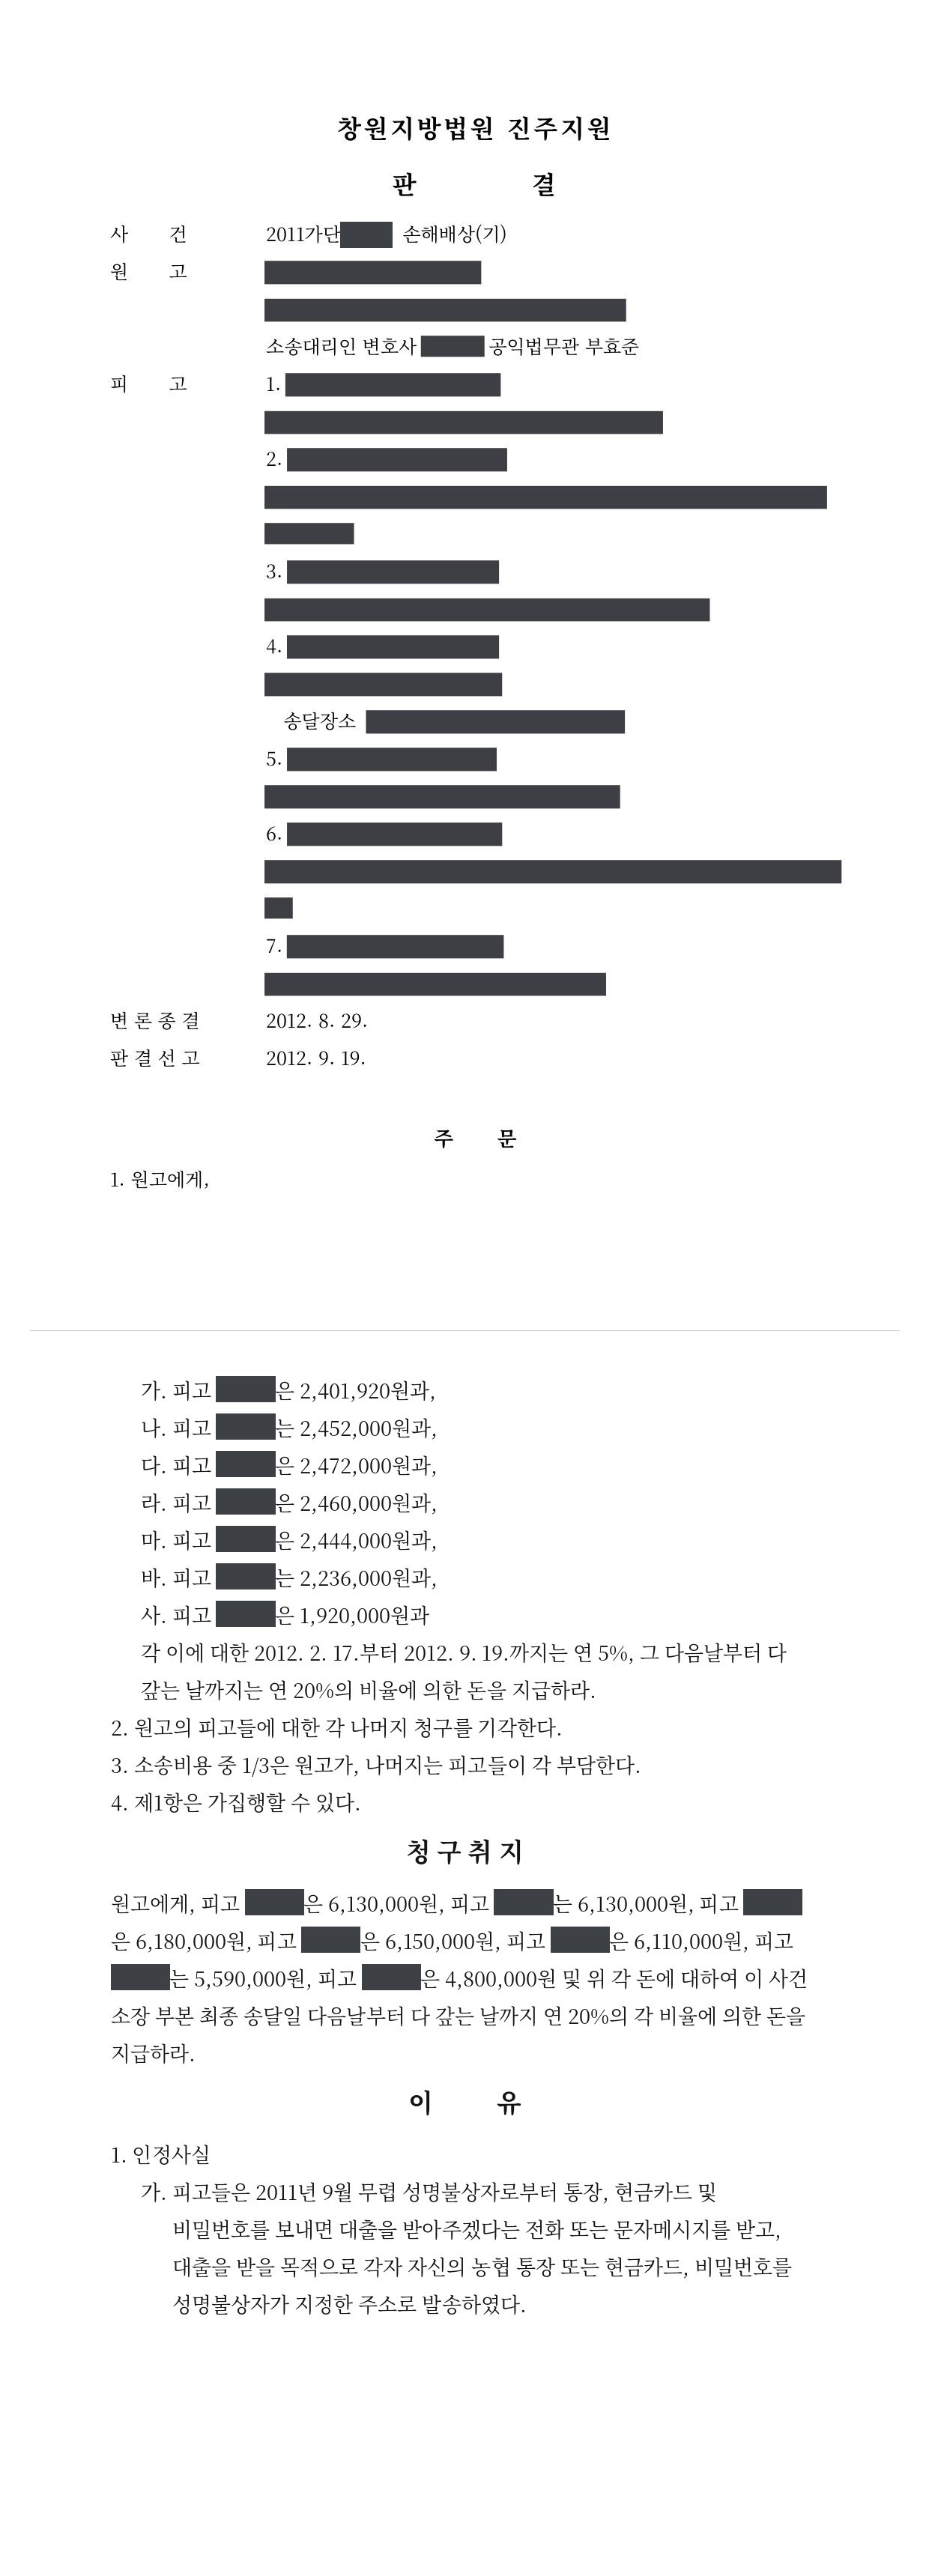 창원지방법원 진주지원
판 결
사 건 2011가단 손해배상(기)
원 고
소송대리인 변호사 공익법무관 부효준
피 고 1.
2.
3.
4.
송달장소
5.
6.
7.
변 론 종 결 2012. 8. 29.
판 결 선 고 2012. 9. 19.
주 문
1. 원고에게,
가. 피고 은 2,401,920원과,
나. 피고 는 2,452,000원과,
다. 피고 은 2,472,000원과,
라. 피고 은 2,460,000원과,
마. 피고 은 2,444,000원과,
바. 피고 는 2,236,000원과,
사. 피고 은 1,920,000원과
각 이에 대한 2012. 2. 17.부터 2012. 9. 19.까지는 연 5%, 그 다음날부터 다
갚는 날까지는 연 20%의 비율에 의한 돈을 지급하라.
2. 원고의 피고들에 대한 각 나머지 청구를 기각한다.
3. 소송비용 중 1/3은 원고가, 나머지는 피고들이 각 부담한다.
4. 제1항은 가집행할 수 있다.
청 구 취 지
원고에게, 피고 은 6,130,000원, 피고 는 6,130,000원, 피고
은 6,180,000원, 피고 은 6,150,000원, 피고 은 6,110,000원, 피고
는 5,590,000원, 피고 은 4,800,000원 및 위 각 돈에 대하여 이 사건
소장 부본 최종 송달일 다음날부터 다 갚는 날까지 연 20%의 각 비율에 의한 돈을
지급하라.
이 유
1. 인정사실
가. 피고들은 2011년 9월 무렵 성명불상자로부터 통장, 현금카드 및
비밀번호를 보내면 대출을 받아주겠다는 전화 또는 문자메시지를 받고,
대출을 받을 목적으로 각자 자신의 농협 통장 또는 현금카드, 비밀번호를
성명불상자가 지정한 주소로 발송하였다.